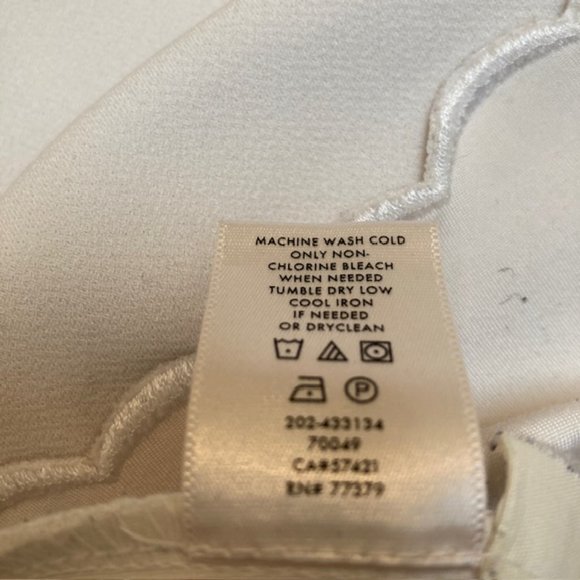 MACHINE WASH COLD
ONLY NON-
CHLORINE BLEACH
WHEN NEEDED
TUMBLE DRY LOW
COOL IRON
IF NEEDED
OR DRYCLEAN
P
202-433134
70049
CA#57421
RN# 77379